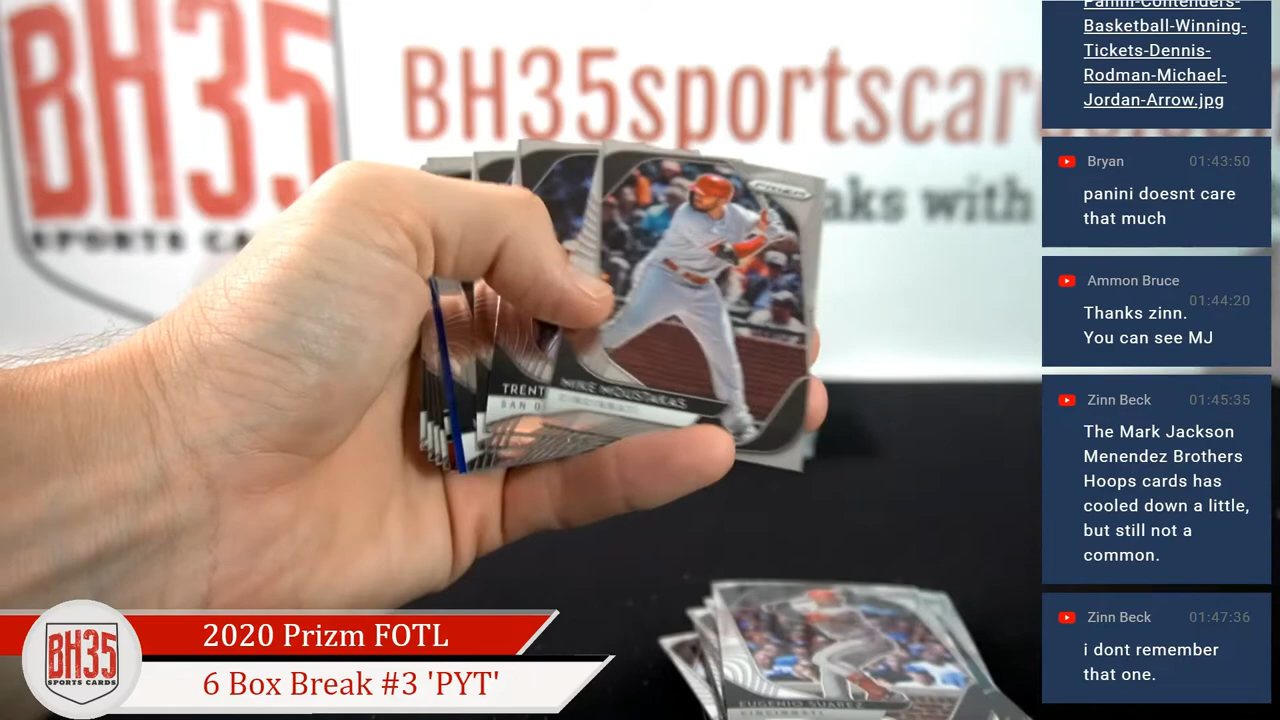 BH35
SPORTS CA
BH35sportscar
aks with
PRIZM
MIKE MOUSTAKAS
CINCINNATI
TRENT
SAN D
EUGENIO SUAREZ
CINCINNATI
BH35
SPORTS CARDS
2020 Prizm FOTL
6 Box Break #3 'PYT'
Panini-Contenders-
Basketball-Winning-
Tickets-Dennis-
Rodman-Michael-
Jordan-Arrow.jpg
Bryan 01:43:50
panini doesnt care
that much
Ammon Bruce 01:44:20
Thanks zinn.
You can see MJ
Zinn Beck 01:45:35
The Mark Jackson
Menendez Brothers
Hoops cards has
cooled down a little,
but still not a
common.
Zinn Beck 01:47:36
i dont remember
that one.